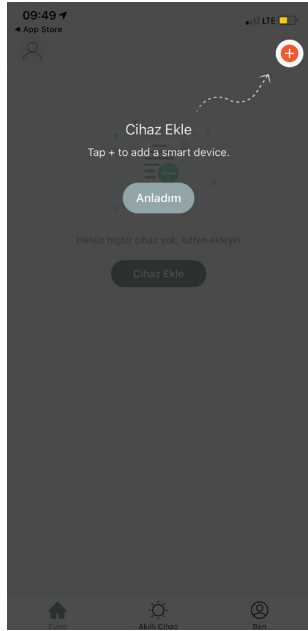 09:49
LTE
◀ App Store
Cihaz Ekle
Tap + to add a smart device.
Anladım
Henüz hiçbir cihaz yok, lütfen ekleyin.
Cihaz Ekle
Evim
Akıllı Cihaz
Ben